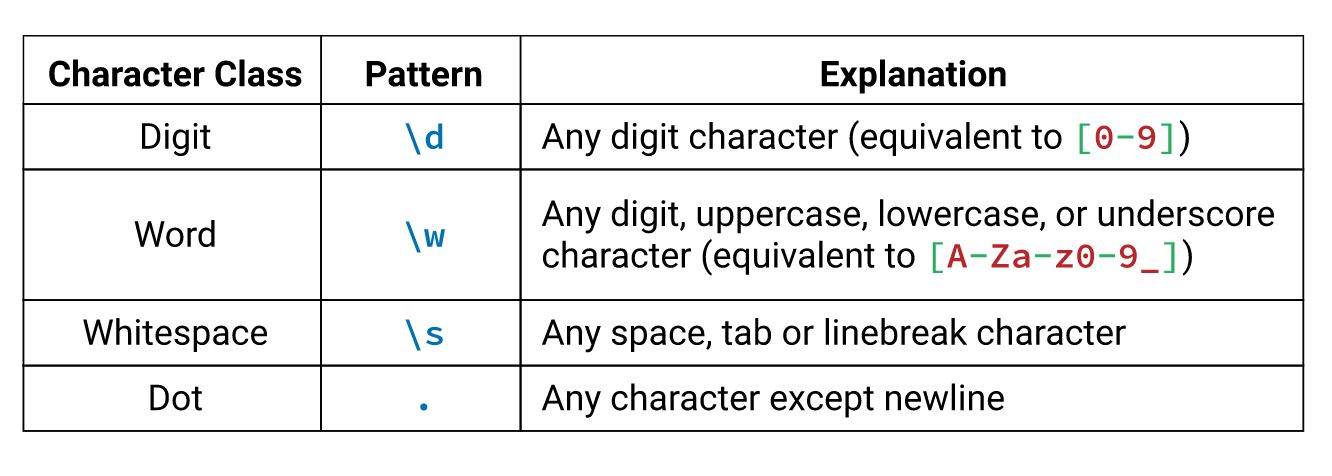 Character Class Pattern Explanation
Digit \d Any digit character (equivalent to [0-9])
Word \w Any digit, uppercase, lowercase, or underscore
character (equivalent to [A-Za-z0-9_])
Whitespace \s Any space, tab or linebreak character
Dot . Any character except newline